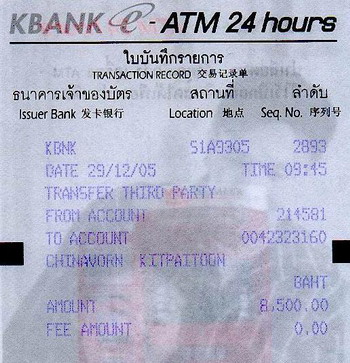 KBANK e - ATM 24 hours
ใบบันทึกรายการ
TRANSACTION RECORD 交易记录单
ธนาคารเจ้าของบัตร สถานที่ ลำดับ
Issuer Bank 发卡银行 Location 地点 Seq. No. 序列号
KBNK S1A9305 2893
DATE 29/12/05 TIME 09:45
TRANSFER THIRD PARTY
FROM ACCOUNT 214581
TO ACCOUNT 0042323160
CHINAVORN KITPAITOON
BAHT
AMOUNT 8,500.00
FEE AMOUNT 0.00